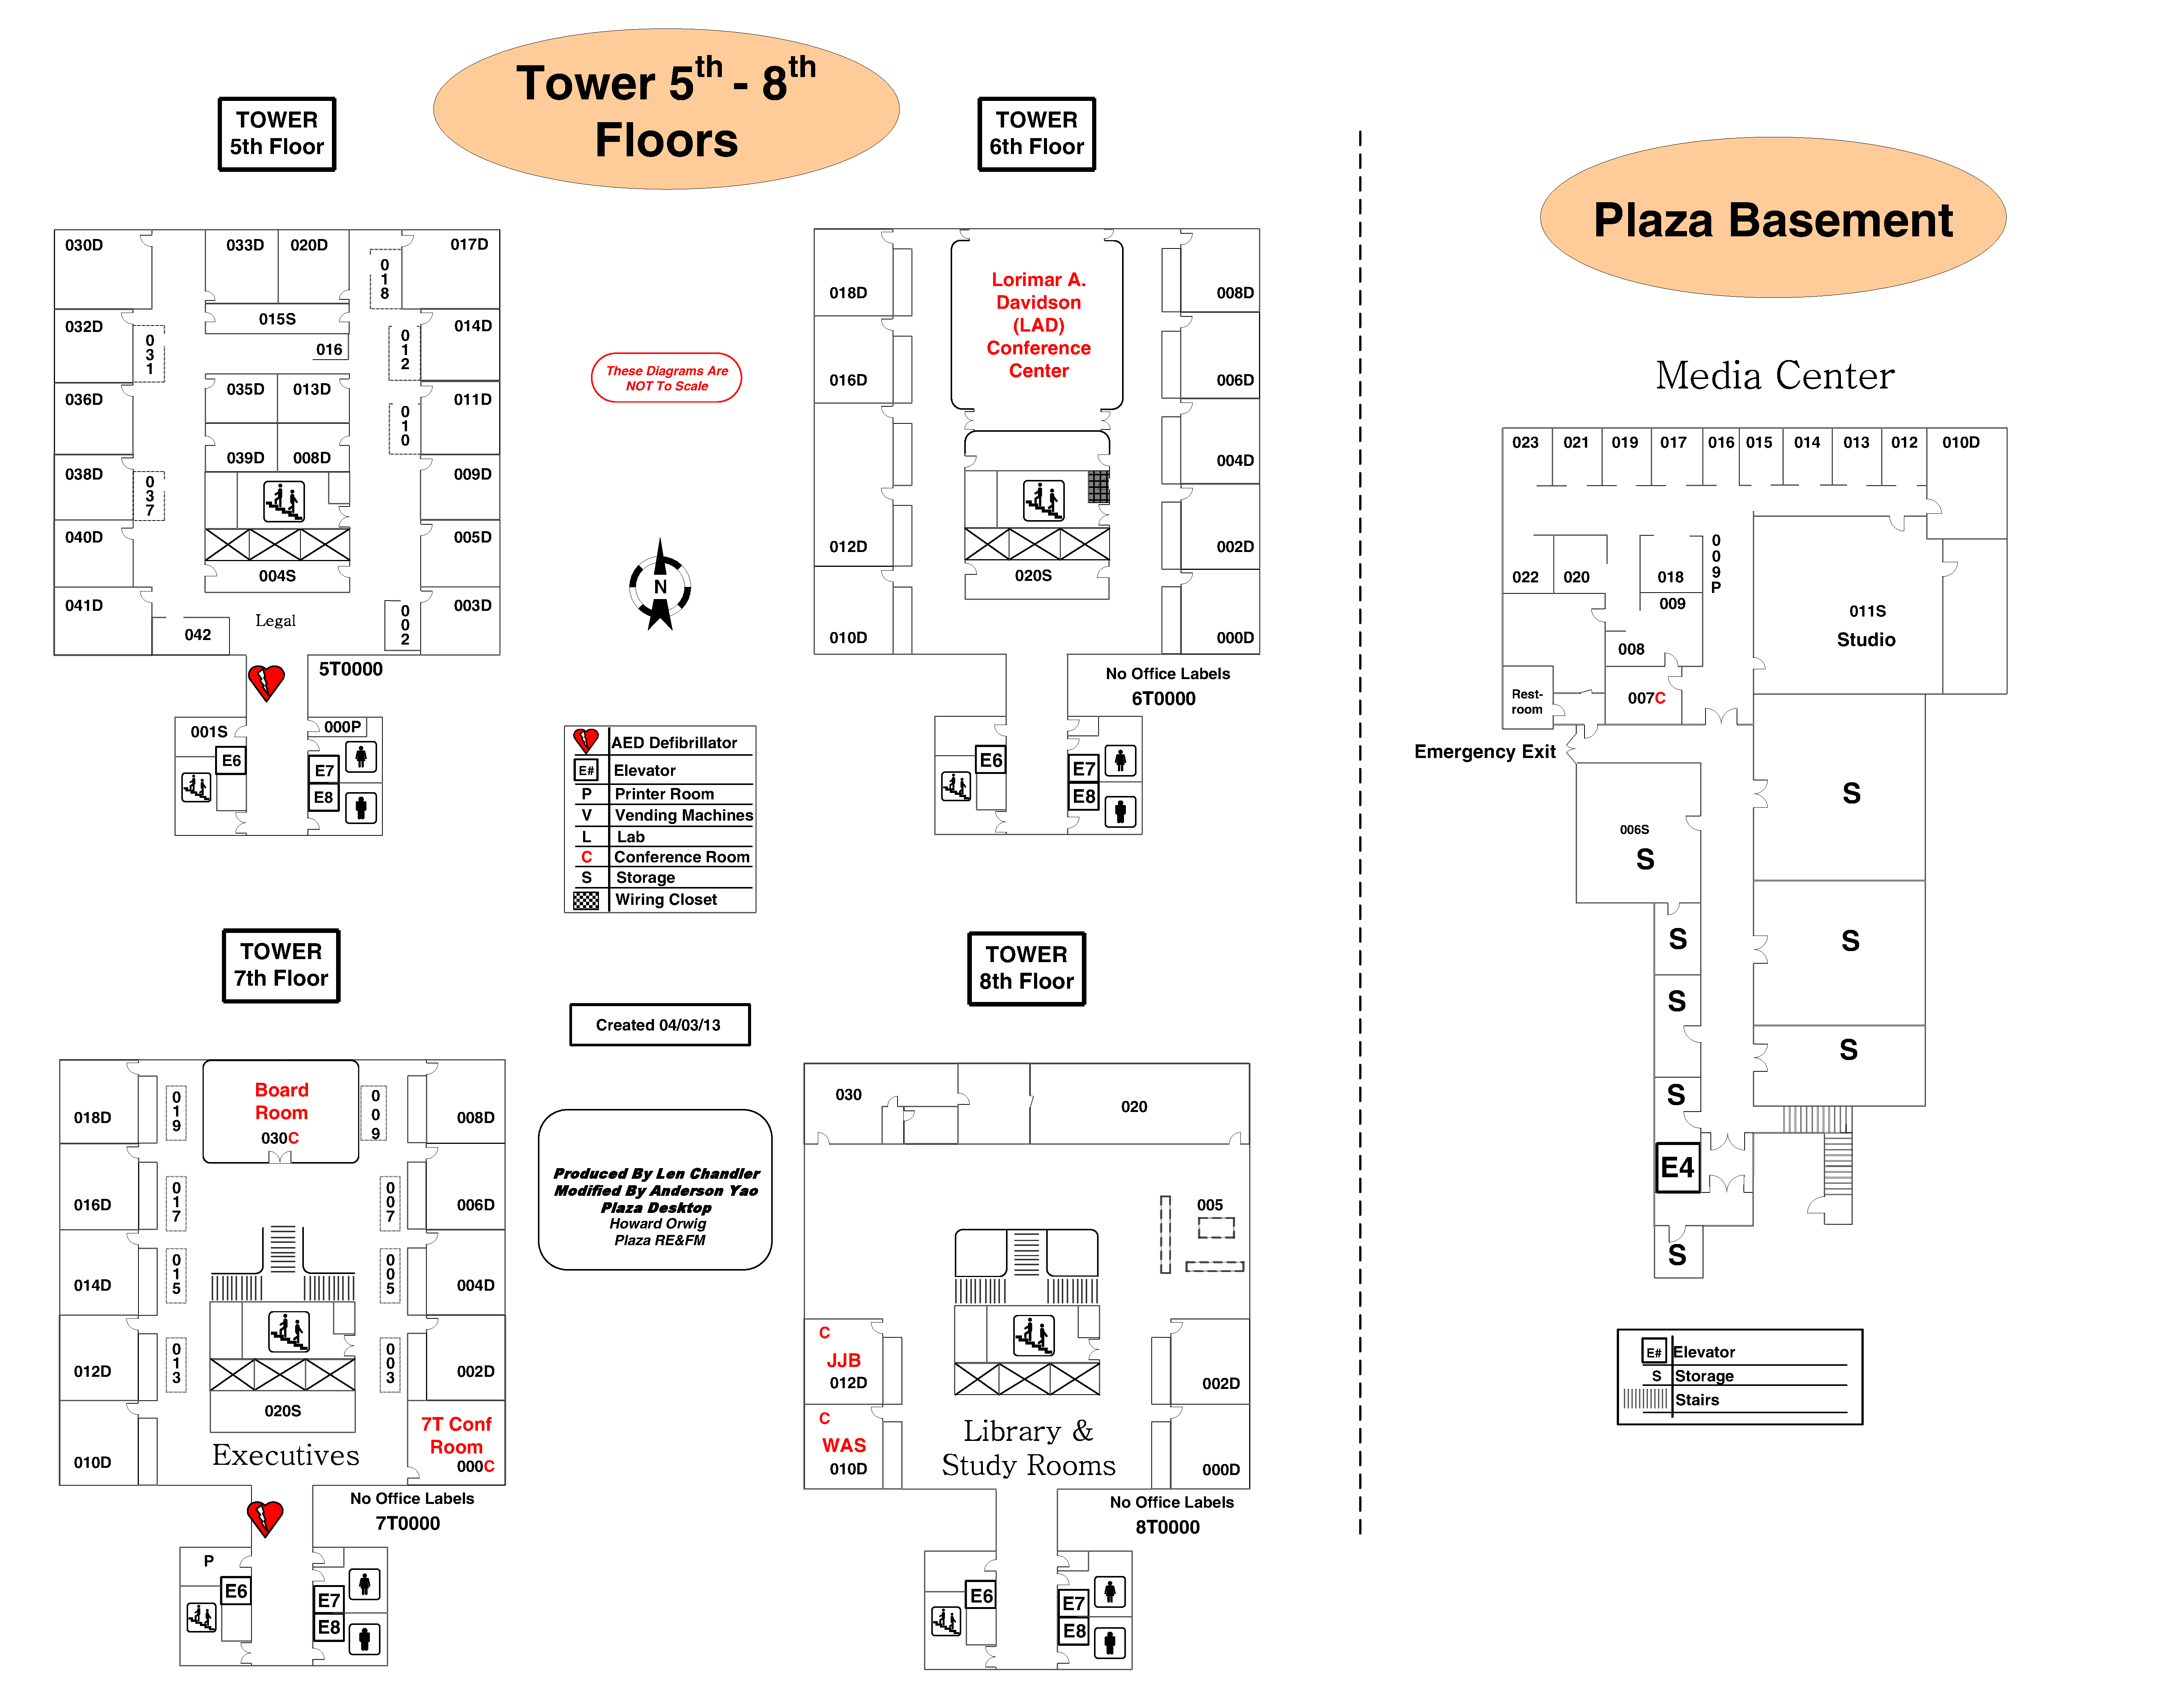 Tower 5th - 8th
Floors
TOWER
5th Floor
030D
033D
020D
017D
018
032D
031
015S
016
012
014D
036D
035D
013D
010
011D
038D
037
039D
008D
009D
040D
005D
004S
041D
042
Legal
002
003D
5T0000
001S
000P
E6
E7
E8
TOWER
6th Floor
018D
Lorimar A.
Davidson
(LAD)
Conference
Center
008D
016D
006D
004D
012D
002D
020S
010D
000D
No Office Labels
6T0000
E6
E7
E8
These Diagrams Are
NOT To Scale
N
AED Defibrillator
E# Elevator
P Printer Room
V Vending Machines
L Lab
C Conference Room
S Storage
Wiring Closet
TOWER
7th Floor
018D
019
Board
Room
030C
009
008D
016D
017
007
006D
014D
015
005
004D
012D
013
003
002D
020S
010D
Executives
7T Conf
Room
000C
No Office Labels
7T0000
P
E6
E7
E8
Created 04/03/13
Produced By Len Chandler
Modified By Anderson Yao
Plaza Desktop
Howard Orwig
Plaza RE&FM
TOWER
8th Floor
030
020
005
C
JJB
012D
002D
C
WAS
010D
Library &
Study Rooms
000D
No Office Labels
8T0000
E6
E7
E8
Plaza Basement
Media Center
023
021
019
017
016
015
014
013
012
010D
022
020
018
009P
009
008
011S
Studio
Rest-
room
007C
Emergency Exit
S
006S
S
S
S
S
S
S
E4
S
E# Elevator
S Storage
Stairs